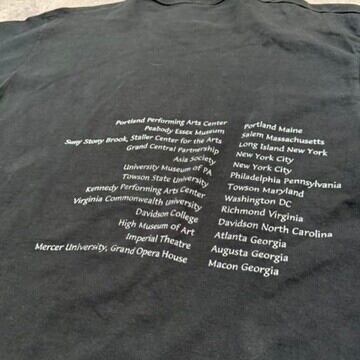 Portland Performing Arts Center Portland Maine
Peabody Essex Museum Salem Massachusetts
Suny Stony Brook, Staller Center for the Arts Long Island New York
Grand Central Partnership New York City
Asia Society New York City
University Museum of PA Philadelphia Pennsylvania
Towson State University Towson Maryland
Kennedy Performing Arts Center Washington DC
Virginia Commonwealth University Richmond Virginia
Davidson College Davidson North Carolina
High Museum of Art Atlanta Georgia
Imperial Theatre Augusta Georgia
Mercer University, Grand Opera House Macon Georgia